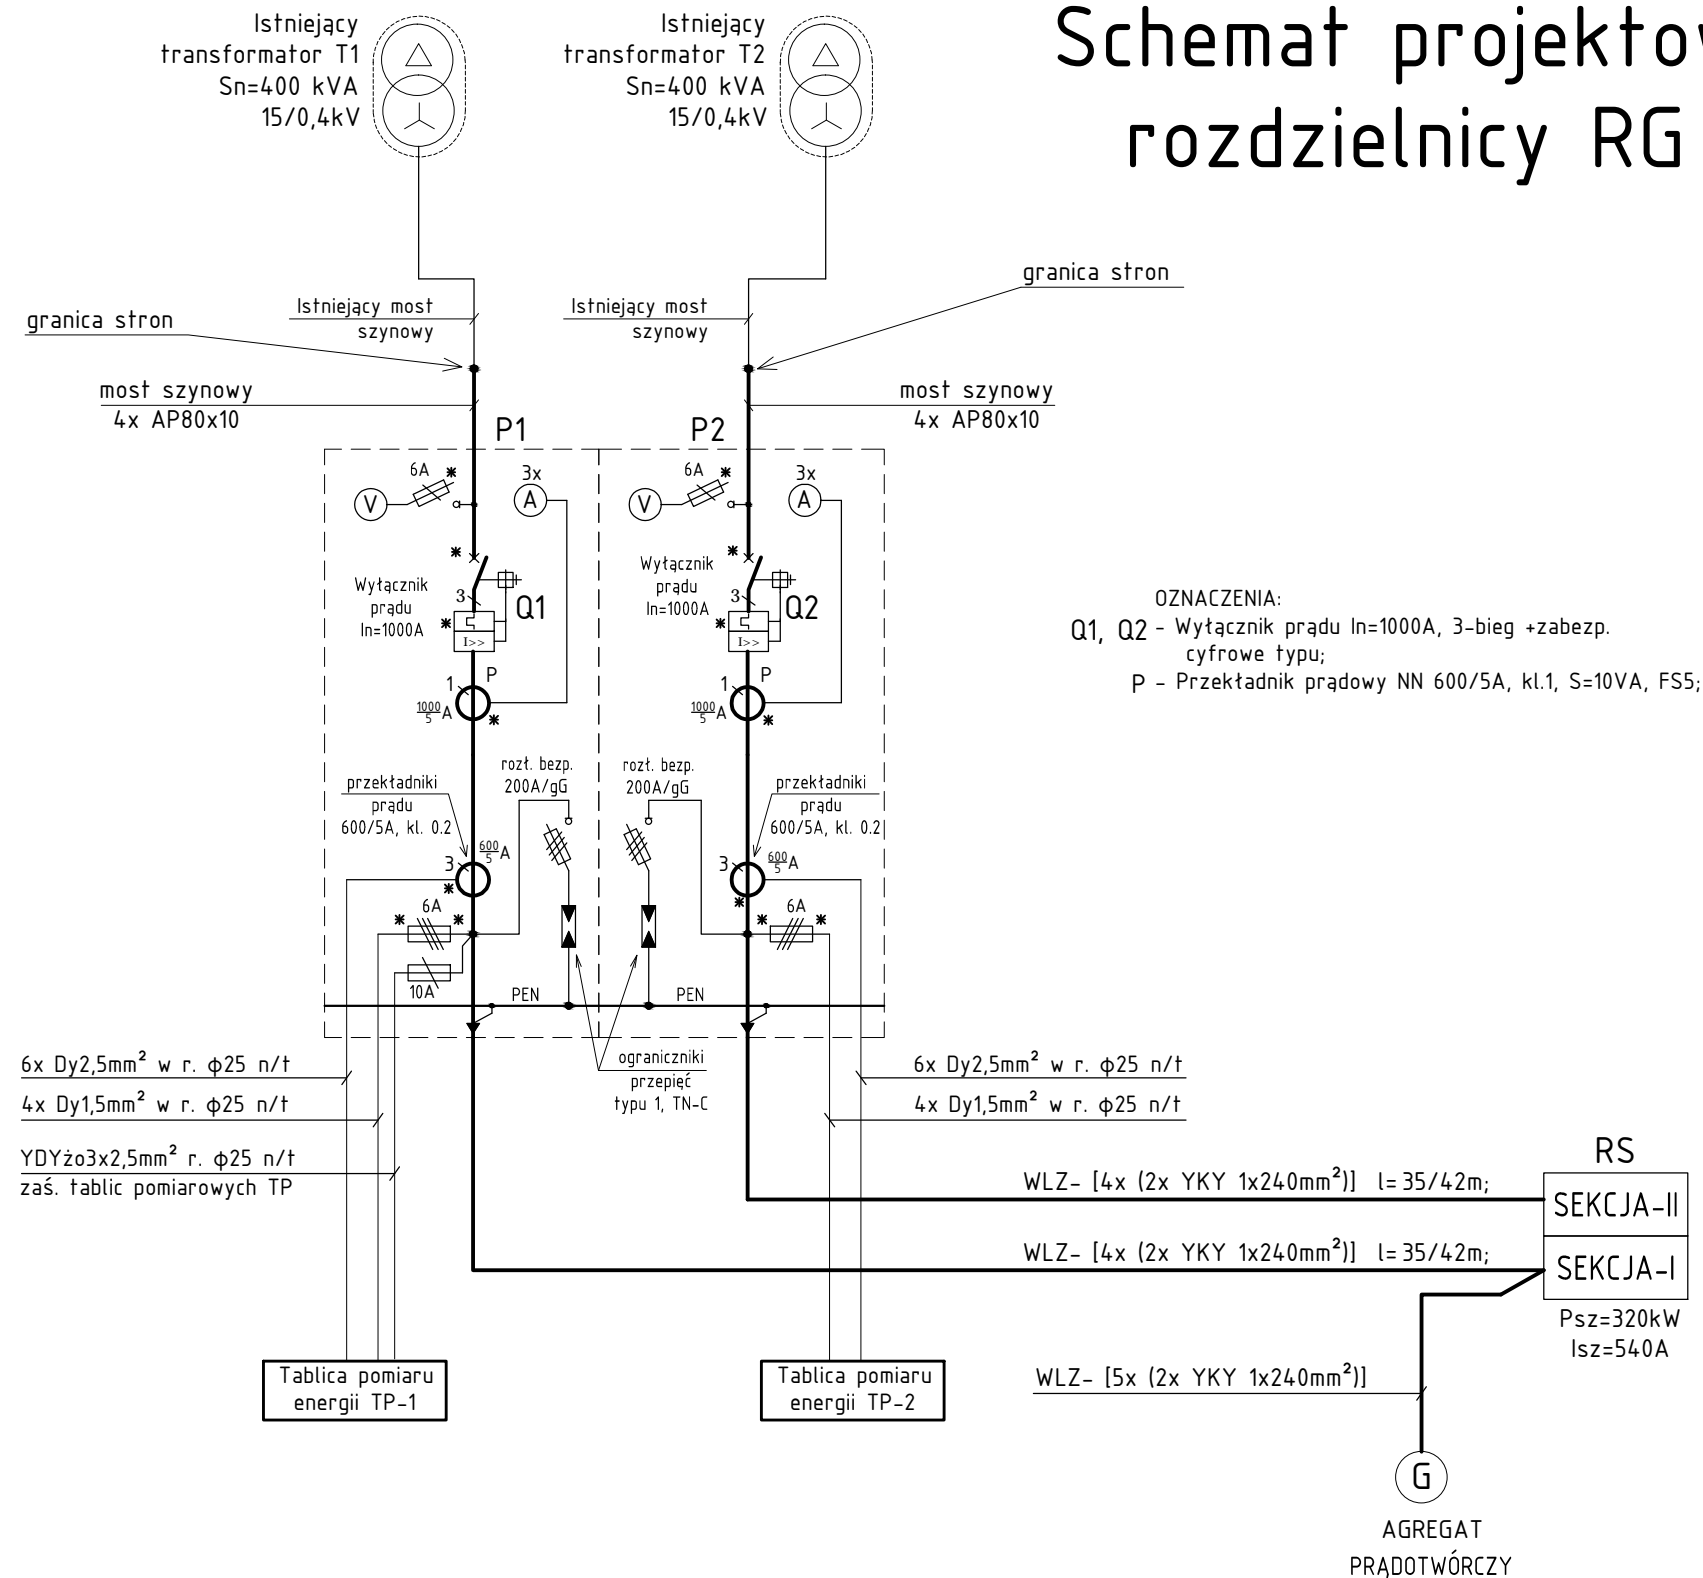 Istniejący
transformator T1
Sn=400 kVA
15/0,4kV
Istniejący
transformator T2
Sn=400 kVA
15/0,4kV
Schemat
rozdzielnicy RG
granica stron
Istniejący most
szynowy
Istniejący most
szynowy
granica stron
most szynowy
4x AP80x10
most szynowy
4x AP80x10
P1
P2
6A *
3x
V
A
6A *
3x
V
A
*
Wyłącznik
prądu
In=1000A
3
Q1
*
I>>
*
Wyłącznik
prądu
In=1000A
3
Q2
*
I>>
OZNACZENIA:
Q1, Q2 - Wyłącznik prądu In=1000A, 3-bieg +zabezp.
cyfrowe typu;
P - Przekładnik prądowy NN 600/5A, kl.1, S=10VA, FS5;
1
P
1000/5 A
*
1
P
1000/5 A
*
rozł. bezp.
200A/gG
rozł. bezp.
200A/gG
przekładniki
prądu
600/5A, kl. 0.2
przekładniki
prądu
600/5A, kl. 0.2
3
600/5 A
*
3
600/5 A
*
* 6A *
* 6A *
10A
PEN
PEN
ograniczniki
przepięć
typu 1, TN-C
6x Dy2,5mm² w r. φ25 n/t
4x Dy1,5mm² w r. φ25 n/t
YDYżo3x2,5mm² r. φ25 n/t
zaś. tablic pomiarowych TP
6x Dy2,5mm² w r. φ25 n/t
4x Dy1,5mm² w r. φ25 n/t
RS
WLZ- [4x (2x YKY 1x240mm²)] l=35/42m;
SEKCJA-II
WLZ- [4x (2x YKY 1x240mm²)] l=35/42m;
SEKCJA-I
Psz=320kW
Isz=540A
Tablica pomiaru
energii TP-1
Tablica pomiaru
energii TP-2
WLZ- [5x (2x YKY 1x240mm²)]
G
AGREGAT
PRĄDOTWÓRCZY